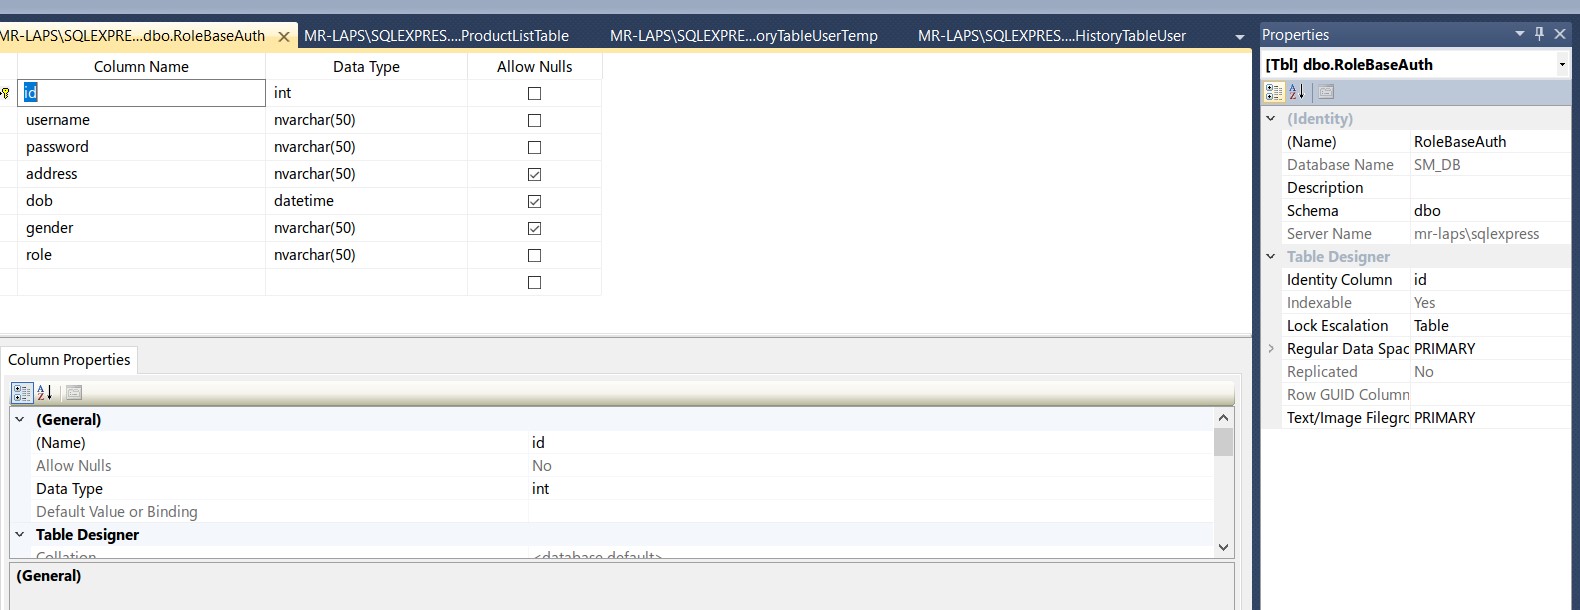 MR-LAPS\SQLEXPRE...dbo.RoleBaseAuth MR-LAPS\SQLEXPRES....ProductListTable MR-LAPS\SQLEXPRE...oryTableUserTemp MR-LAPS\SQLEXPRES....HistoryTableUser
Column Name Data Type Allow Nulls
id int
username nvarchar(50)
password nvarchar(50)
address nvarchar(50)
dob datetime
gender nvarchar(50)
role nvarchar(50)
Column Properties
(General)
(Name) id
Allow Nulls No
Data Type int
Default Value or Binding
Table Designer
Collation <database default>
(General)
Properties
[Tbl] dbo.RoleBaseAuth
(Identity)
(Name) RoleBaseAuth
Database Name SM_DB
Description
Schema dbo
Server Name mr-laps\sqlexpress
Table Designer
Identity Column id
Indexable Yes
Lock Escalation Table
Regular Data Spac PRIMARY
Replicated No
Row GUID Column
Text/Image Filegro PRIMARY